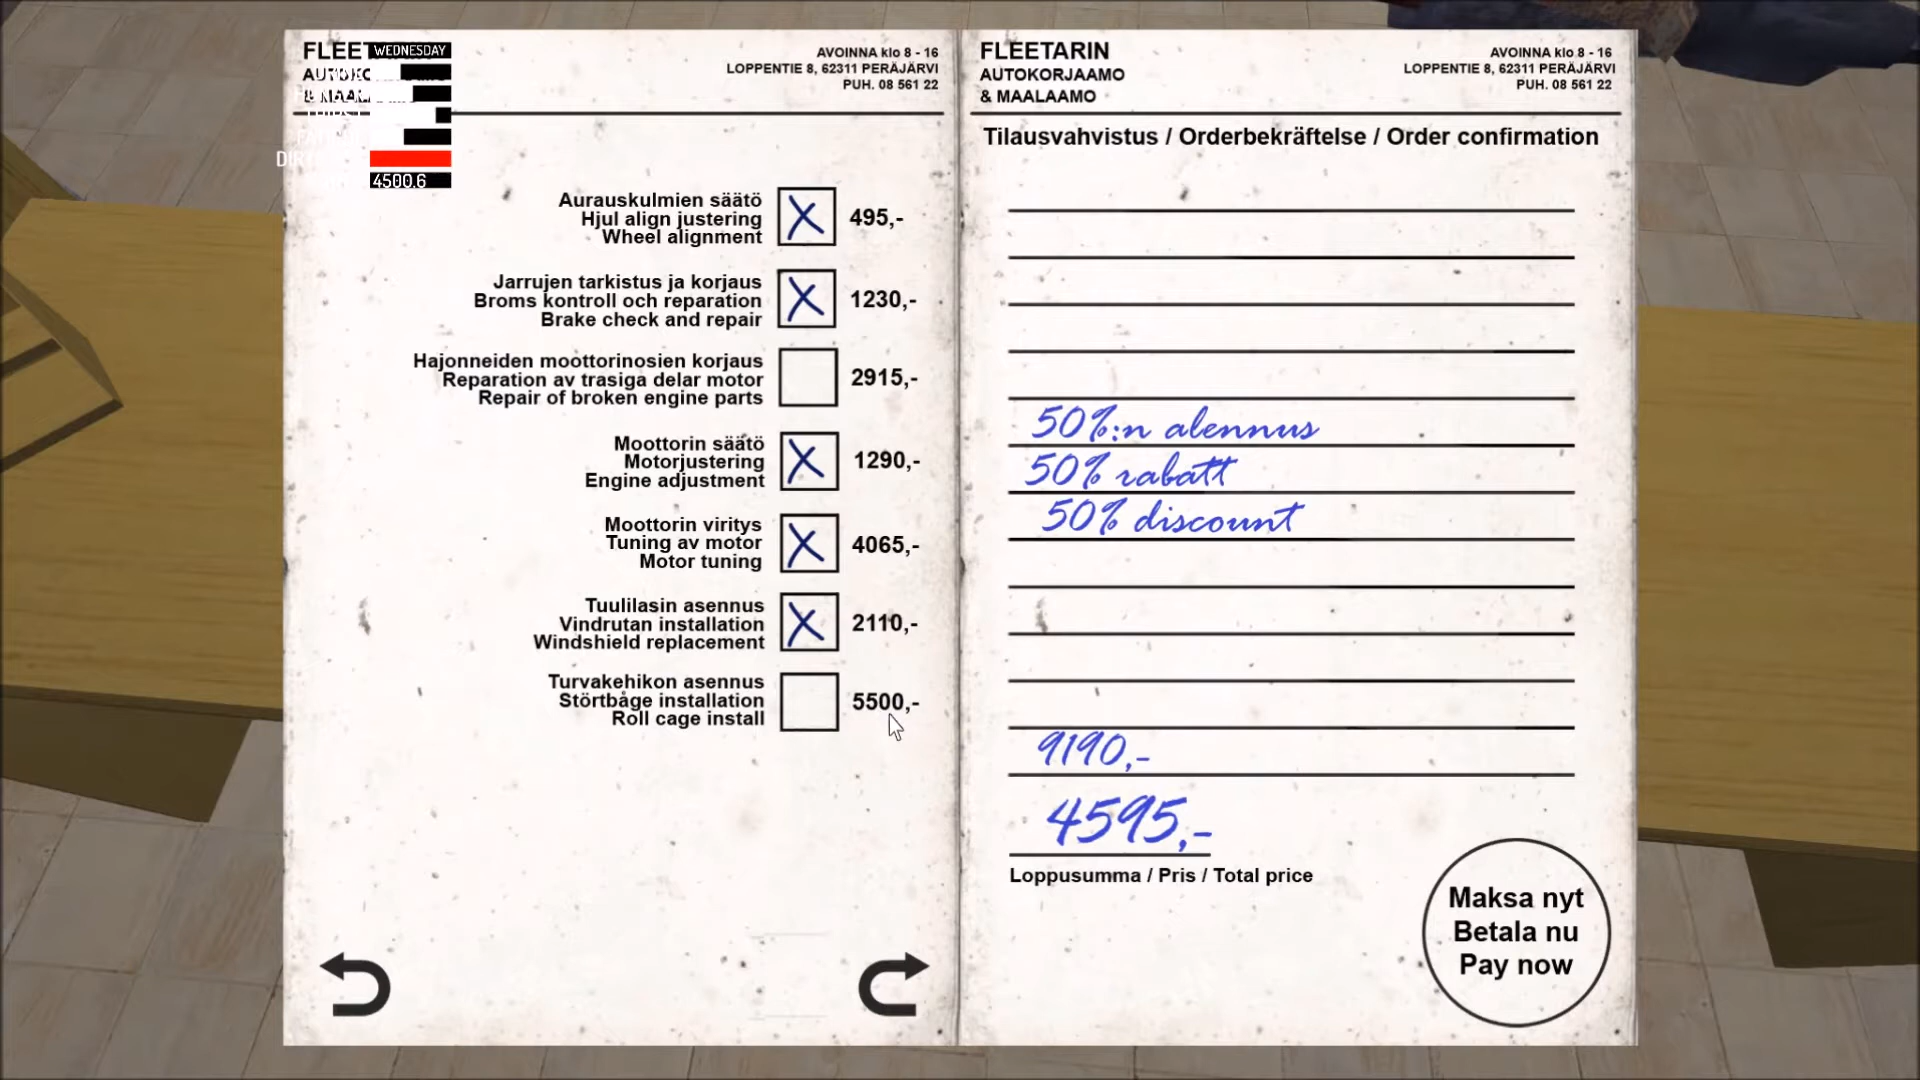 FLEET
WEDNESDAY
AUTOKO
& MAALAAMO
DIR
4500.6
AVOINNA klo 8 - 16
LOPPENTIE 8, 62311 PERÄJÄRVI
PUH. 08 561 22
Aurauskulmien säätö
Hjul align justering
Wheel alignment
X 495,-
Jarrujen tarkistus ja korjaus
Broms kontroll och reparation
Brake check and repair
X 1230,-
Hajonneiden moottorinosien korjaus
Reparation av trasiga delar motor
Repair of broken engine parts
2915,-
Moottorin säätö
Motorjustering
Engine adjustment
X 1290,-
Moottorin viritys
Tuning av motor
Motor tuning
X 4065,-
Tuulilasin asennus
Vindrutan installation
Windshield replacement
X 2110,-
Turvakehikon asennus
Störtbåge installation
Roll cage install
5500,-
FLEETARIN
AUTOKORJAAMO
& MAALAAMO
AVOINNA klo 8 - 16
LOPPENTIE 8, 62311 PERÄJÄRVI
PUH. 08 561 22
Tilausvahvistus / Orderbekräftelse / Order confirmation
50%:n alennus
50% rabatt
50% discount
9190,-
4595,-
Loppusumma / Pris / Total price
Maksa nyt
Betala nu
Pay now